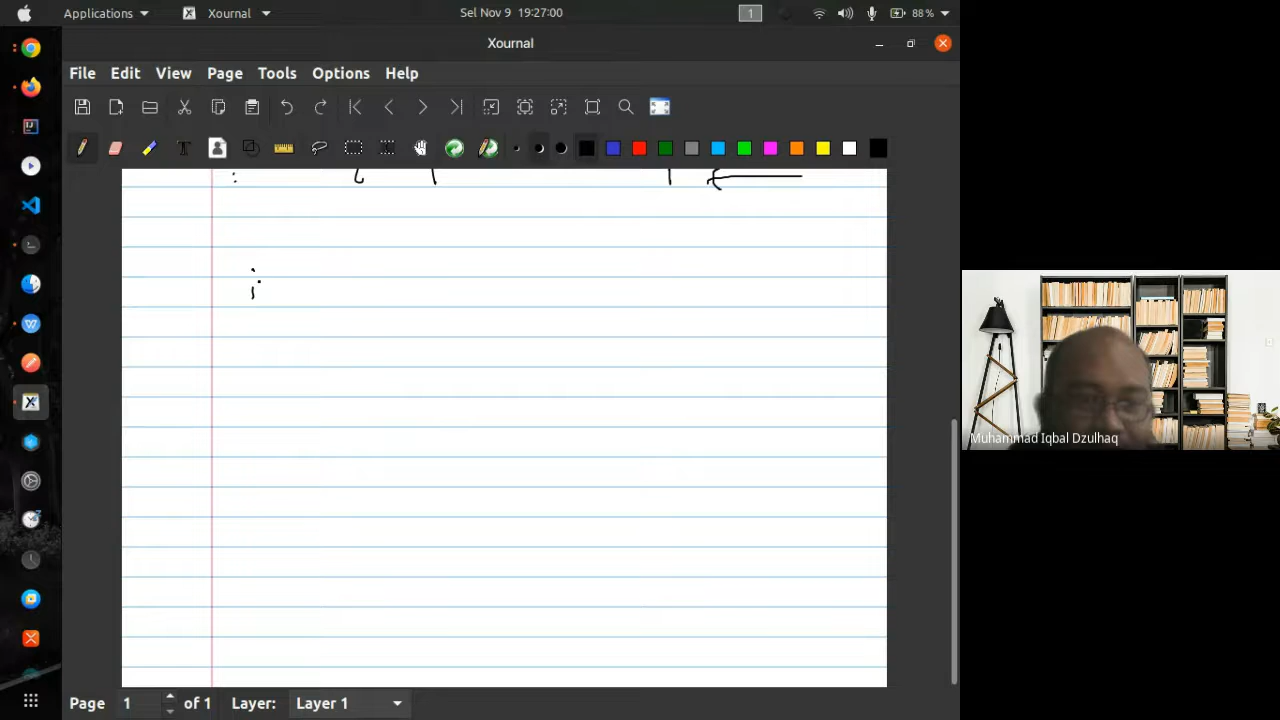 Applications Xournal Sel Nov 9 19:27:00 1 88 %
Xournal
File Edit View Page Tools Options Help
i
Muhammad Iqbal Dzulhaq
Page 1 of 1 Layer: Layer 1